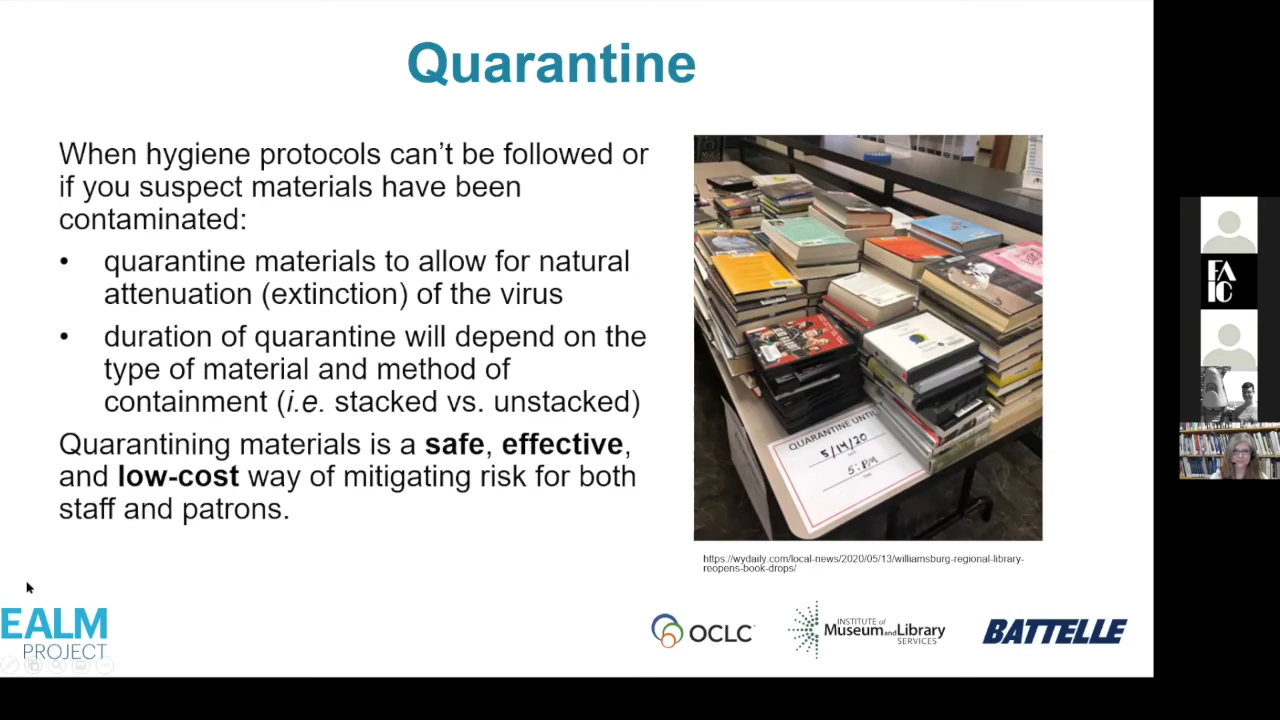 Quarantine
When hygiene protocols can't be followed or
if you suspect materials have been
contaminated:
• quarantine materials to allow for natural
attenuation (extinction) of the virus
• duration of quarantine will depend on the
type of material and method of
containment (i.e. stacked vs. unstacked)
Quarantining materials is a safe, effective,
and low-cost way of mitigating risk for both
staff and patrons.
QUARANTINE UNTIL
5/14/20
5: PM
https://wydaily.com/local-news/2020/05/13/williamsburg-regional-library-
reopens-book-drops/
EALM
PROJECT
OCLC
INSTITUTE of
Museum and Library
SERVICES
BATTELLE
FA
IC